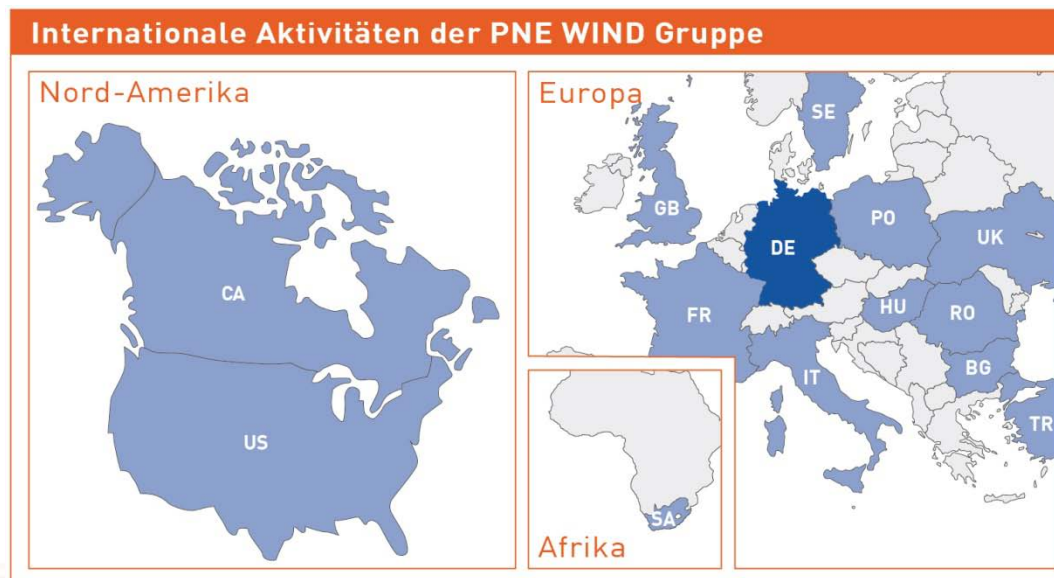 Internationale Aktivitäten der PNE WIND Gruppe
Nord-Amerika
CA
US
Europa
SE
GB
PO
DE
UK
FR
HU
RO
IT
BG
TR
SA
Afrika